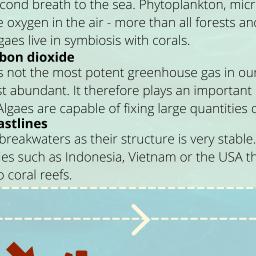 cond breath to the sea. Phytoplankton, micr
e oxygen in the air - more than all forests and
gaes live in symbiosis with corals.
bon dioxide
s not the most potent greenhouse gas in our
st abundant. It therefore plays an important
Algaes are capable of fixing large quantities o
astlines
breakwaters as their structure is very stable.
ies such as Indonesia, Vietnam or the USA th
o coral reefs.